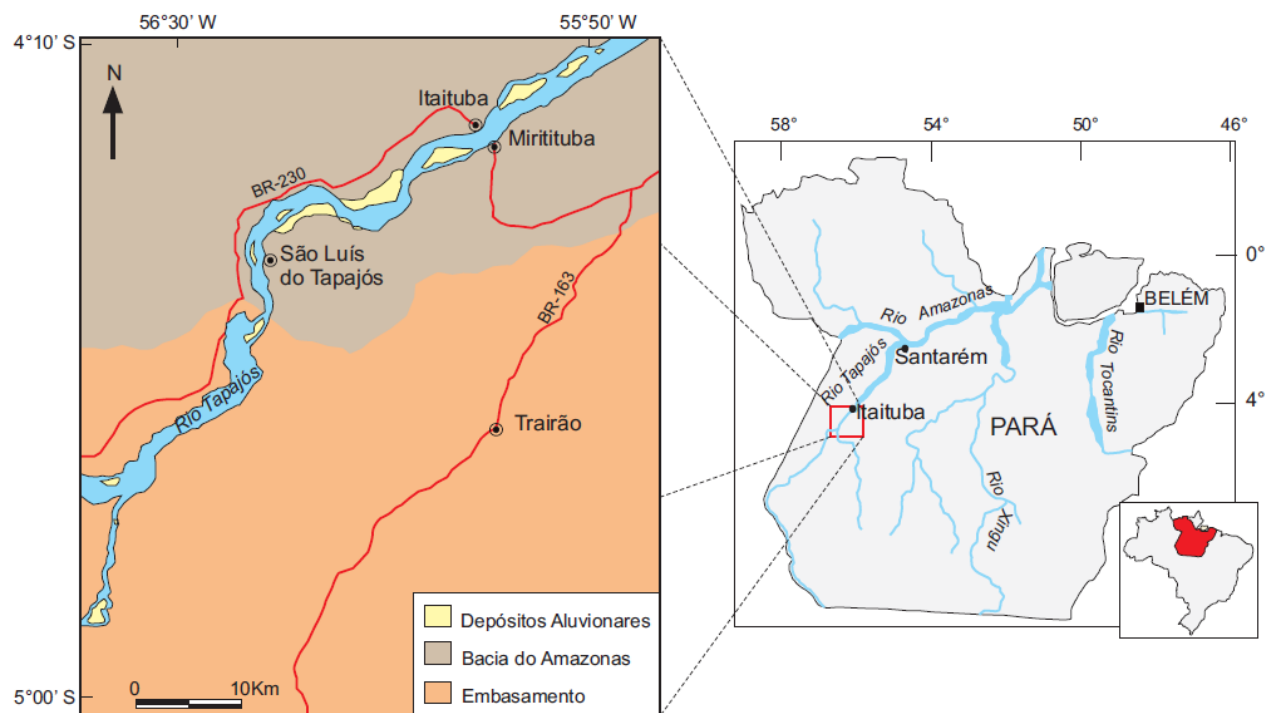 56°30’ W
55°50’ W
4°10’ S
N
Itaituba
Miritituba
BR-230
São Luís
do Tapajós
BR-163
Rio Tapajós
Trairão
Depósitos Aluvionares
Bacia do Amazonas
Embasamento
0
10Km
5°00’ S
58°
54°
50°
46°
0°
BELÉM
Rio Amazonas
Santarém
Rio Tapajós
Rio Tocantins
4°
Itaituba
PARÁ
Rio Xingu